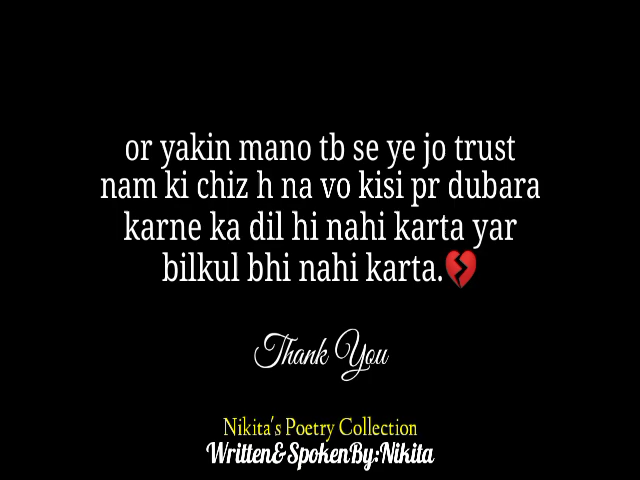 or yakin mano tb se ye jo trust
nam ki chiz h na vo kisi pr dubara
karne ka dil hi nahi karta yar
bilkul bhi nahi karta.💔
Thank You
Nikita's Poetry Collection
Written&SpokenBy:Nikita